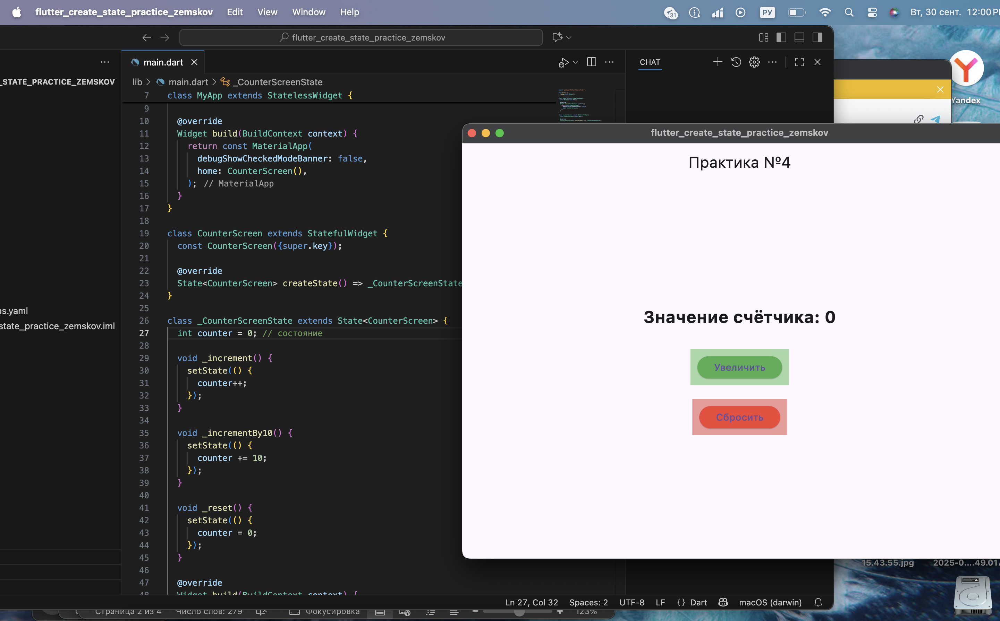 flutter_create_state_practice_zemskov Edit View Window Help 31 РУ Вт, 30 сент. 12:00
flutter_create_state_practice_zemskov
main.dart
CHAT
_STATE_PRACTICE_ZEMSKOV
lib > main.dart > _CounterScreenState
7 class MyApp extends StatelessWidget {
9
10 @override
11 Widget build(BuildContext context) {
12 return const MaterialApp(
13 debugShowCheckedModeBanner: false,
14 home: CounterScreen(),
15 ); // MaterialApp
16 }
17 }
18
19 class CounterScreen extends StatefulWidget {
20 const CounterScreen({super.key});
21
22 @override
23 State<CounterScreen> createState() => _CounterScreenState
24 }
25
26 class _CounterScreenState extends State<CounterScreen> {
27 int counter = 0; // состояние
28
29 void _increment() {
30 setState(() {
31 counter++;
32 });
33 }
34
35 void _incrementBy10() {
36 setState(() {
37 counter += 10;
38 });
39 }
40
41 void _reset() {
42 setState(() {
43 counter = 0;
44 });
45 }
46
47 @override
48 Widget build(BuildContext context) {
ns.yaml
state_practice_zemskov.iml
Yandex
flutter_create_state_practice_zemskov
Практика №4
Значение счётчика: 0
Увеличить
Сбросить
15.43.55.jpg
2025-0....49.01
Ln 27, Col 32 Spaces: 2 UTF-8 LF {} Dart macOS (darwin)
Страница 2 из 4 Число слов: 279 Фокусировка 123%